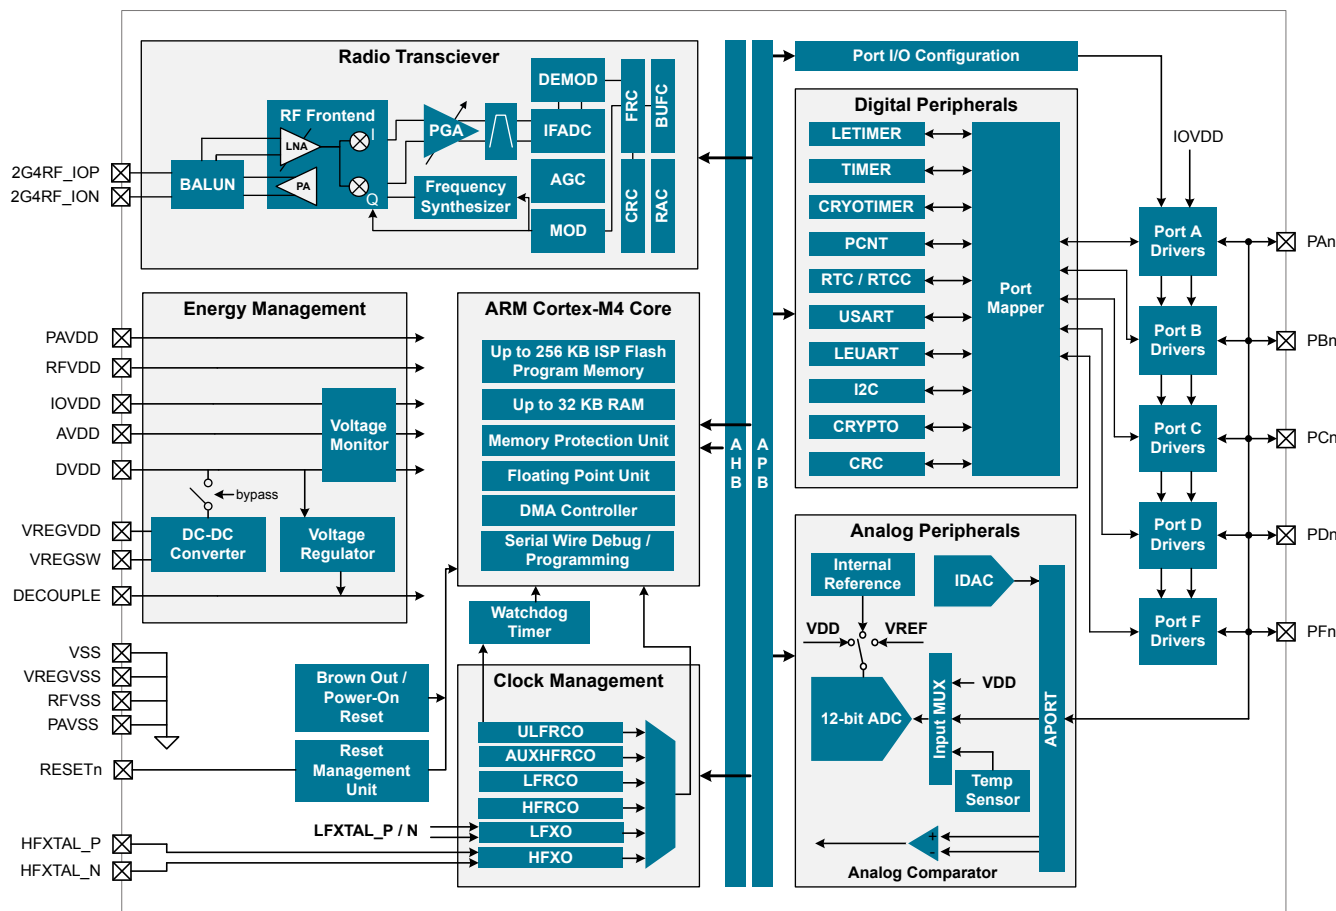 Radio Transciever
RF Frontend
LNA
I
PA
Q
BALUN
PGA
DEMOD
IFADC
AGC
MOD
Frequency
Synthesizer
FRC
BUFC
CRC
RAC
2G4RF_IOP
2G4RF_ION
Energy Management
PAVDD
RFVDD
IOVDD
AVDD
DVDD
VREGVDD
VREGSW
DECOUPLE
Voltage
Monitor
bypass
DC-DC
Converter
Voltage
Regulator
VSS
VREGVSS
RFVSS
PAVSS
RESETn
HFXTAL_P
HFXTAL_N
Brown Out /
Power-On
Reset
Reset
Management
Unit
ARM Cortex-M4 Core
Up to 256 KB ISP Flash
Program Memory
Up to 32 KB RAM
Memory Protection Unit
Floating Point Unit
DMA Controller
Serial Wire Debug /
Programming
Watchdog
Timer
Clock Management
ULFRCO
AUXHFRCO
LFRCO
HFRCO
LFXO
HFXO
LFXTAL_P / N
A
H
B
A
P
B
Port I/O Configuration
Digital Peripherals
LETIMER
TIMER
CRYOTIMER
PCNT
RTC / RTCC
USART
LEUART
I2C
CRYPTO
CRC
Port
Mapper
IOVDD
Port A
Drivers
Port B
Drivers
Port C
Drivers
Port D
Drivers
Port F
Drivers
PAn
PBn
PCn
PDn
PFn
Analog Peripherals
Internal
Reference
IDAC
VDD
VREF
12-bit ADC
Input MUX
VDD
Temp
Sensor
APORT
+
-
Analog Comparator